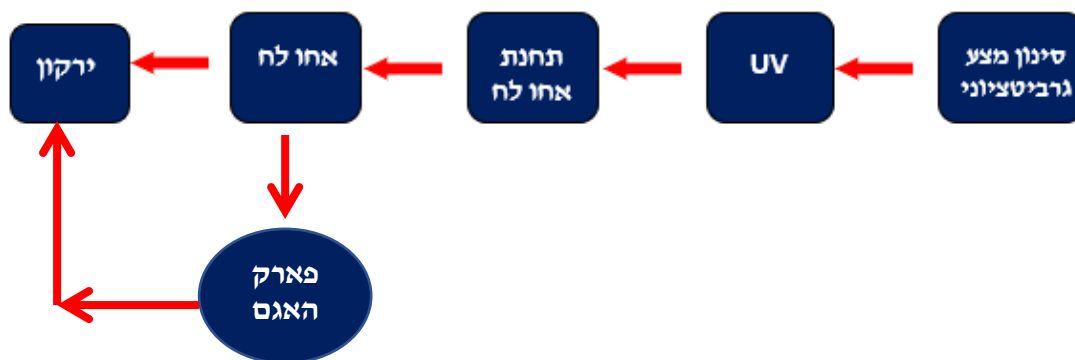 סינון מצע
גרביטציוני
UV
תחנת
אחו לח
אחו לח
ירקון
פארק
האגם